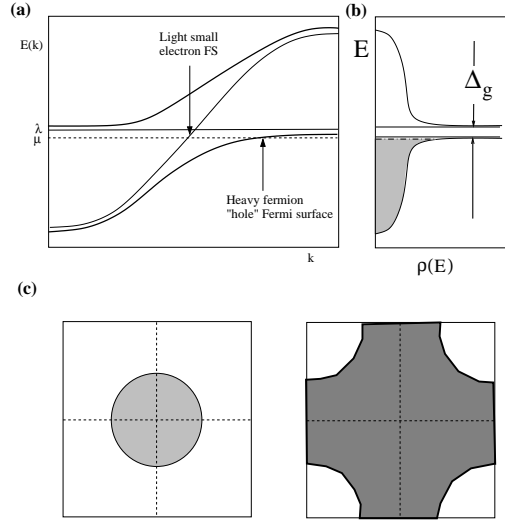 (a)
E(k)
Light small
electron FS
λ
μ
Heavy fermion
"hole" Fermi surface
k
(b)
E
Δg
ρ(E)
(c)